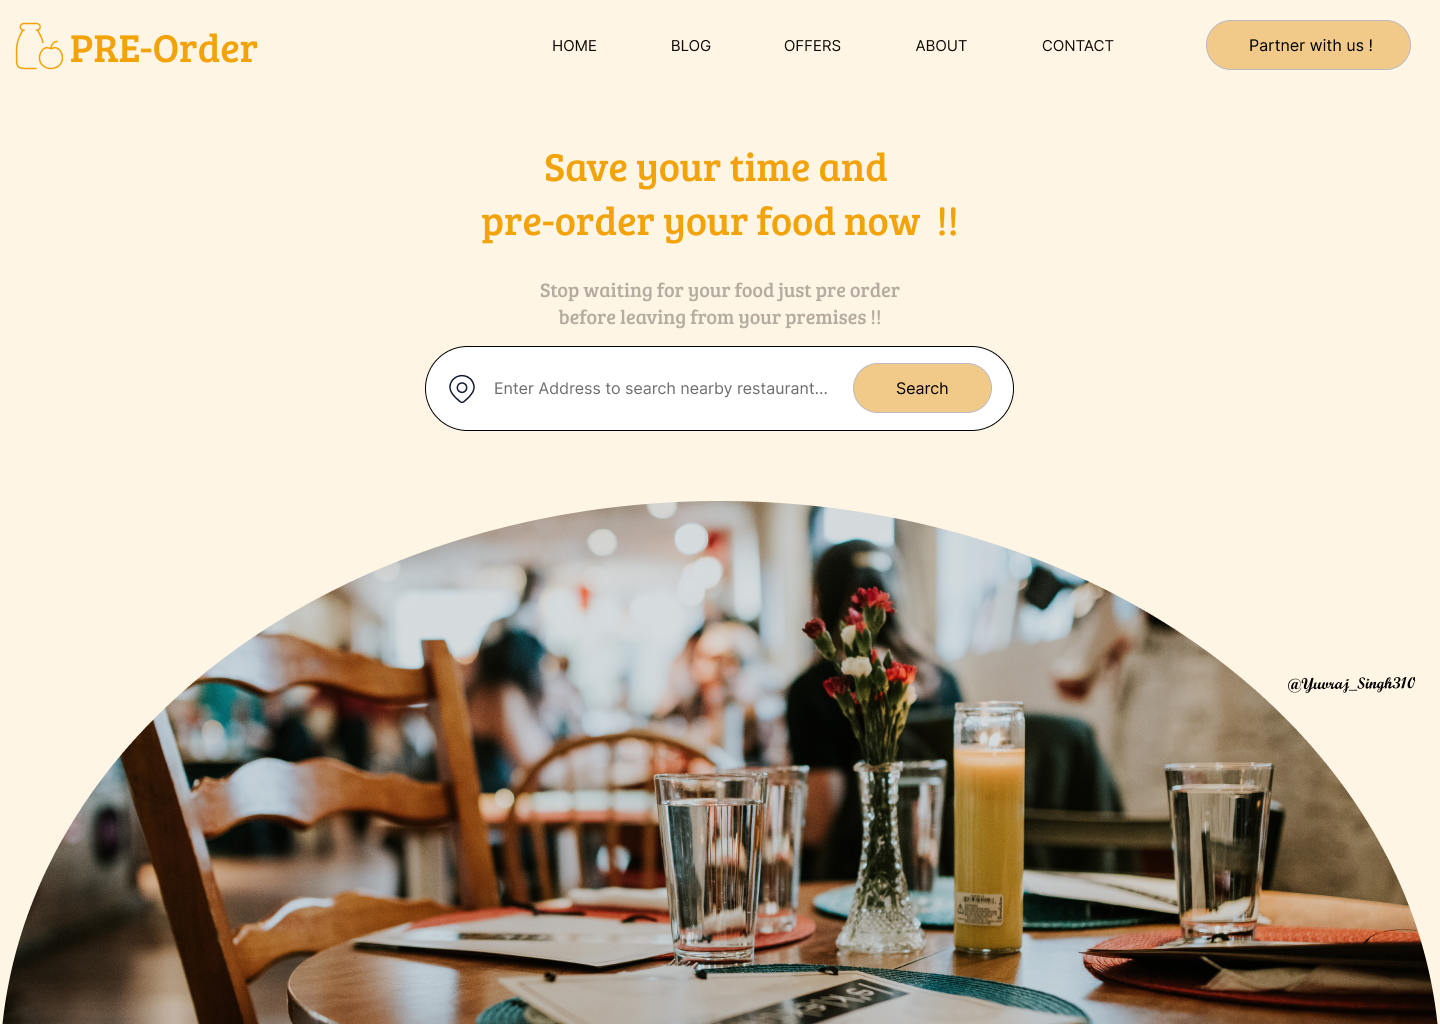 PRE-Order
HOME
BLOG
OFFERS
ABOUT
CONTACT
Partner with us !
Save your time and
pre-order your food now !!
Stop waiting for your food just pre order
before leaving from your premises !!
Enter Address to search nearby restaurant...
Search
@Yuvraj_Singh310